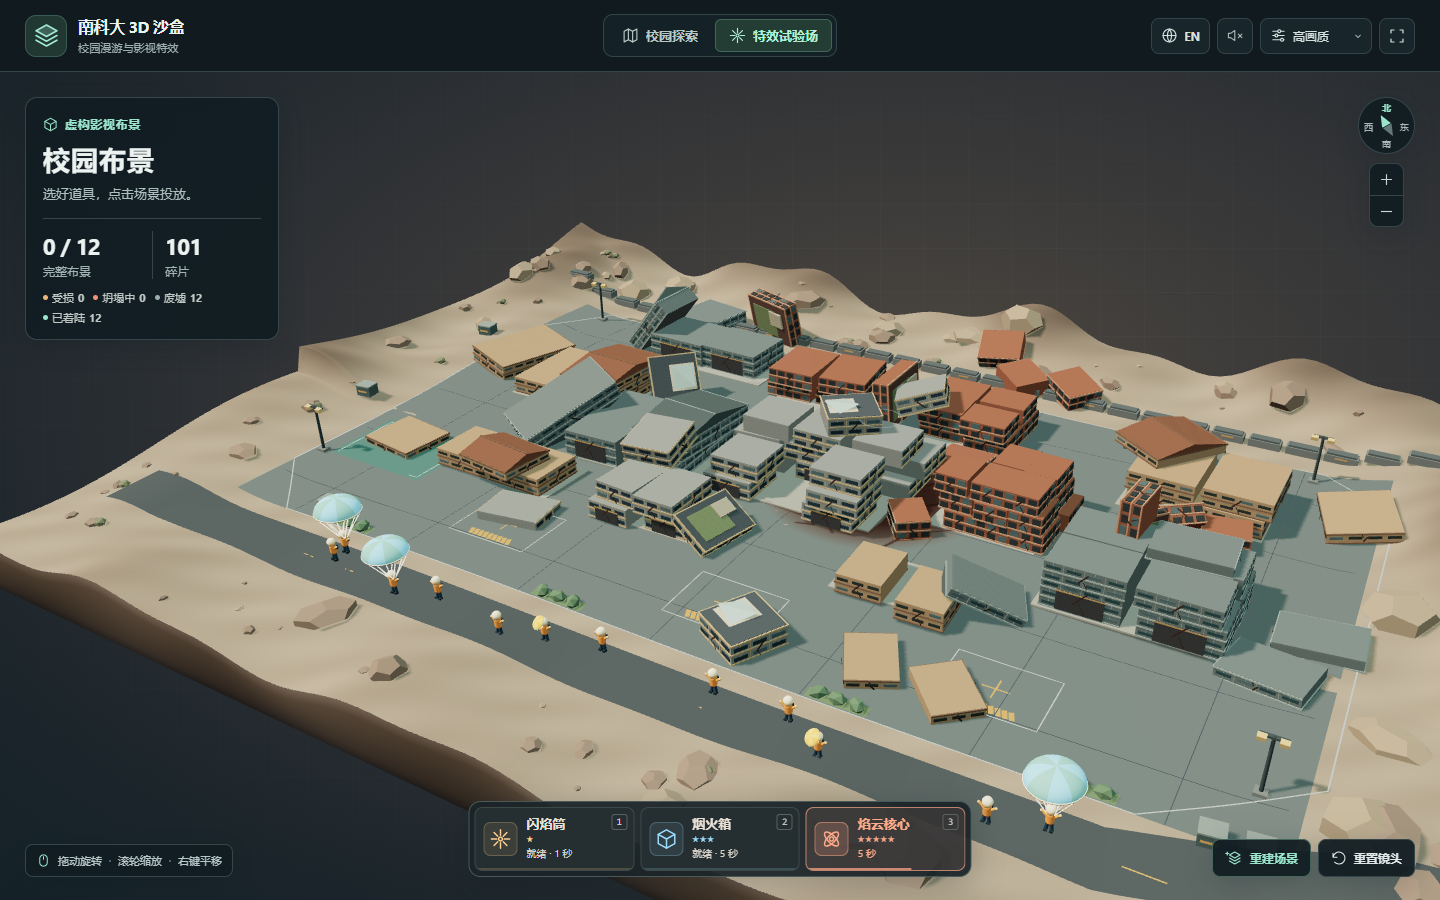 南科大 3D 沙盒
校园漫游与影视特效
校园探索
特效试验场
EN
高画质
虚构影视布景
校园布景
选好道具，点击场景投放。
0 / 12
完整布景
101
碎片
受损 0
坍塌中 0
废墟 12
已着陆 12
北
西
东
南
+
−
闪焰筒
1
★
就绪 · 1 秒
烟火箱
2
★★★
就绪 · 5 秒
焰云核心
3
★★★★★
5 秒
拖动旋转 · 滚轮缩放 · 右键平移
重建场景
重置镜头